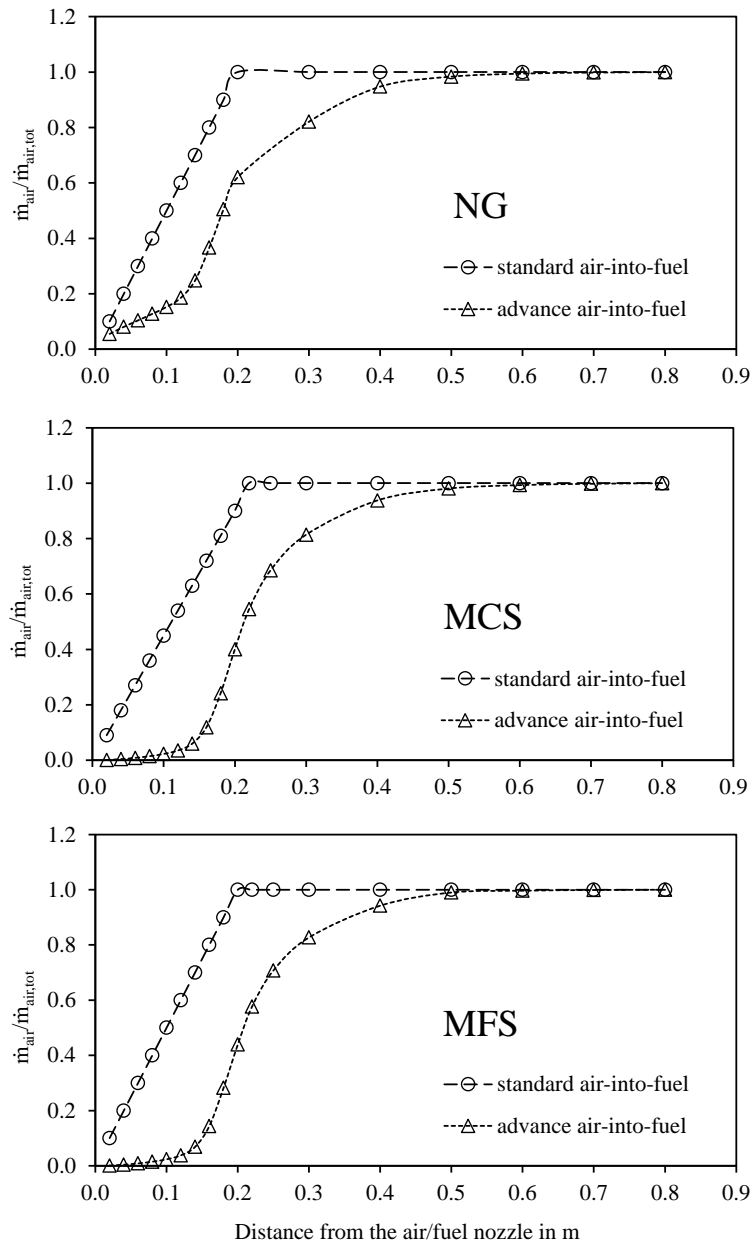 1.2
1.0
0.8
0.6
0.4
0.2
0.0
ṁair/ṁair,tot
NG
standard air-into-fuel
advance air-into-fuel
0.0 0.1 0.2 0.3 0.4 0.5 0.6 0.7 0.8 0.9
1.2
1.0
0.8
0.6
0.4
0.2
0.0
ṁair/ṁair,tot
MCS
standard air-into-fuel
advance air-into-fuel
0.0 0.1 0.2 0.3 0.4 0.5 0.6 0.7 0.8 0.9
1.2
1.0
0.8
0.6
0.4
0.2
0.0
ṁair/ṁair,tot
MFS
standard air-into-fuel
advance air-into-fuel
0.0 0.1 0.2 0.3 0.4 0.5 0.6 0.7 0.8 0.9
Distance from the air/fuel nozzle in m